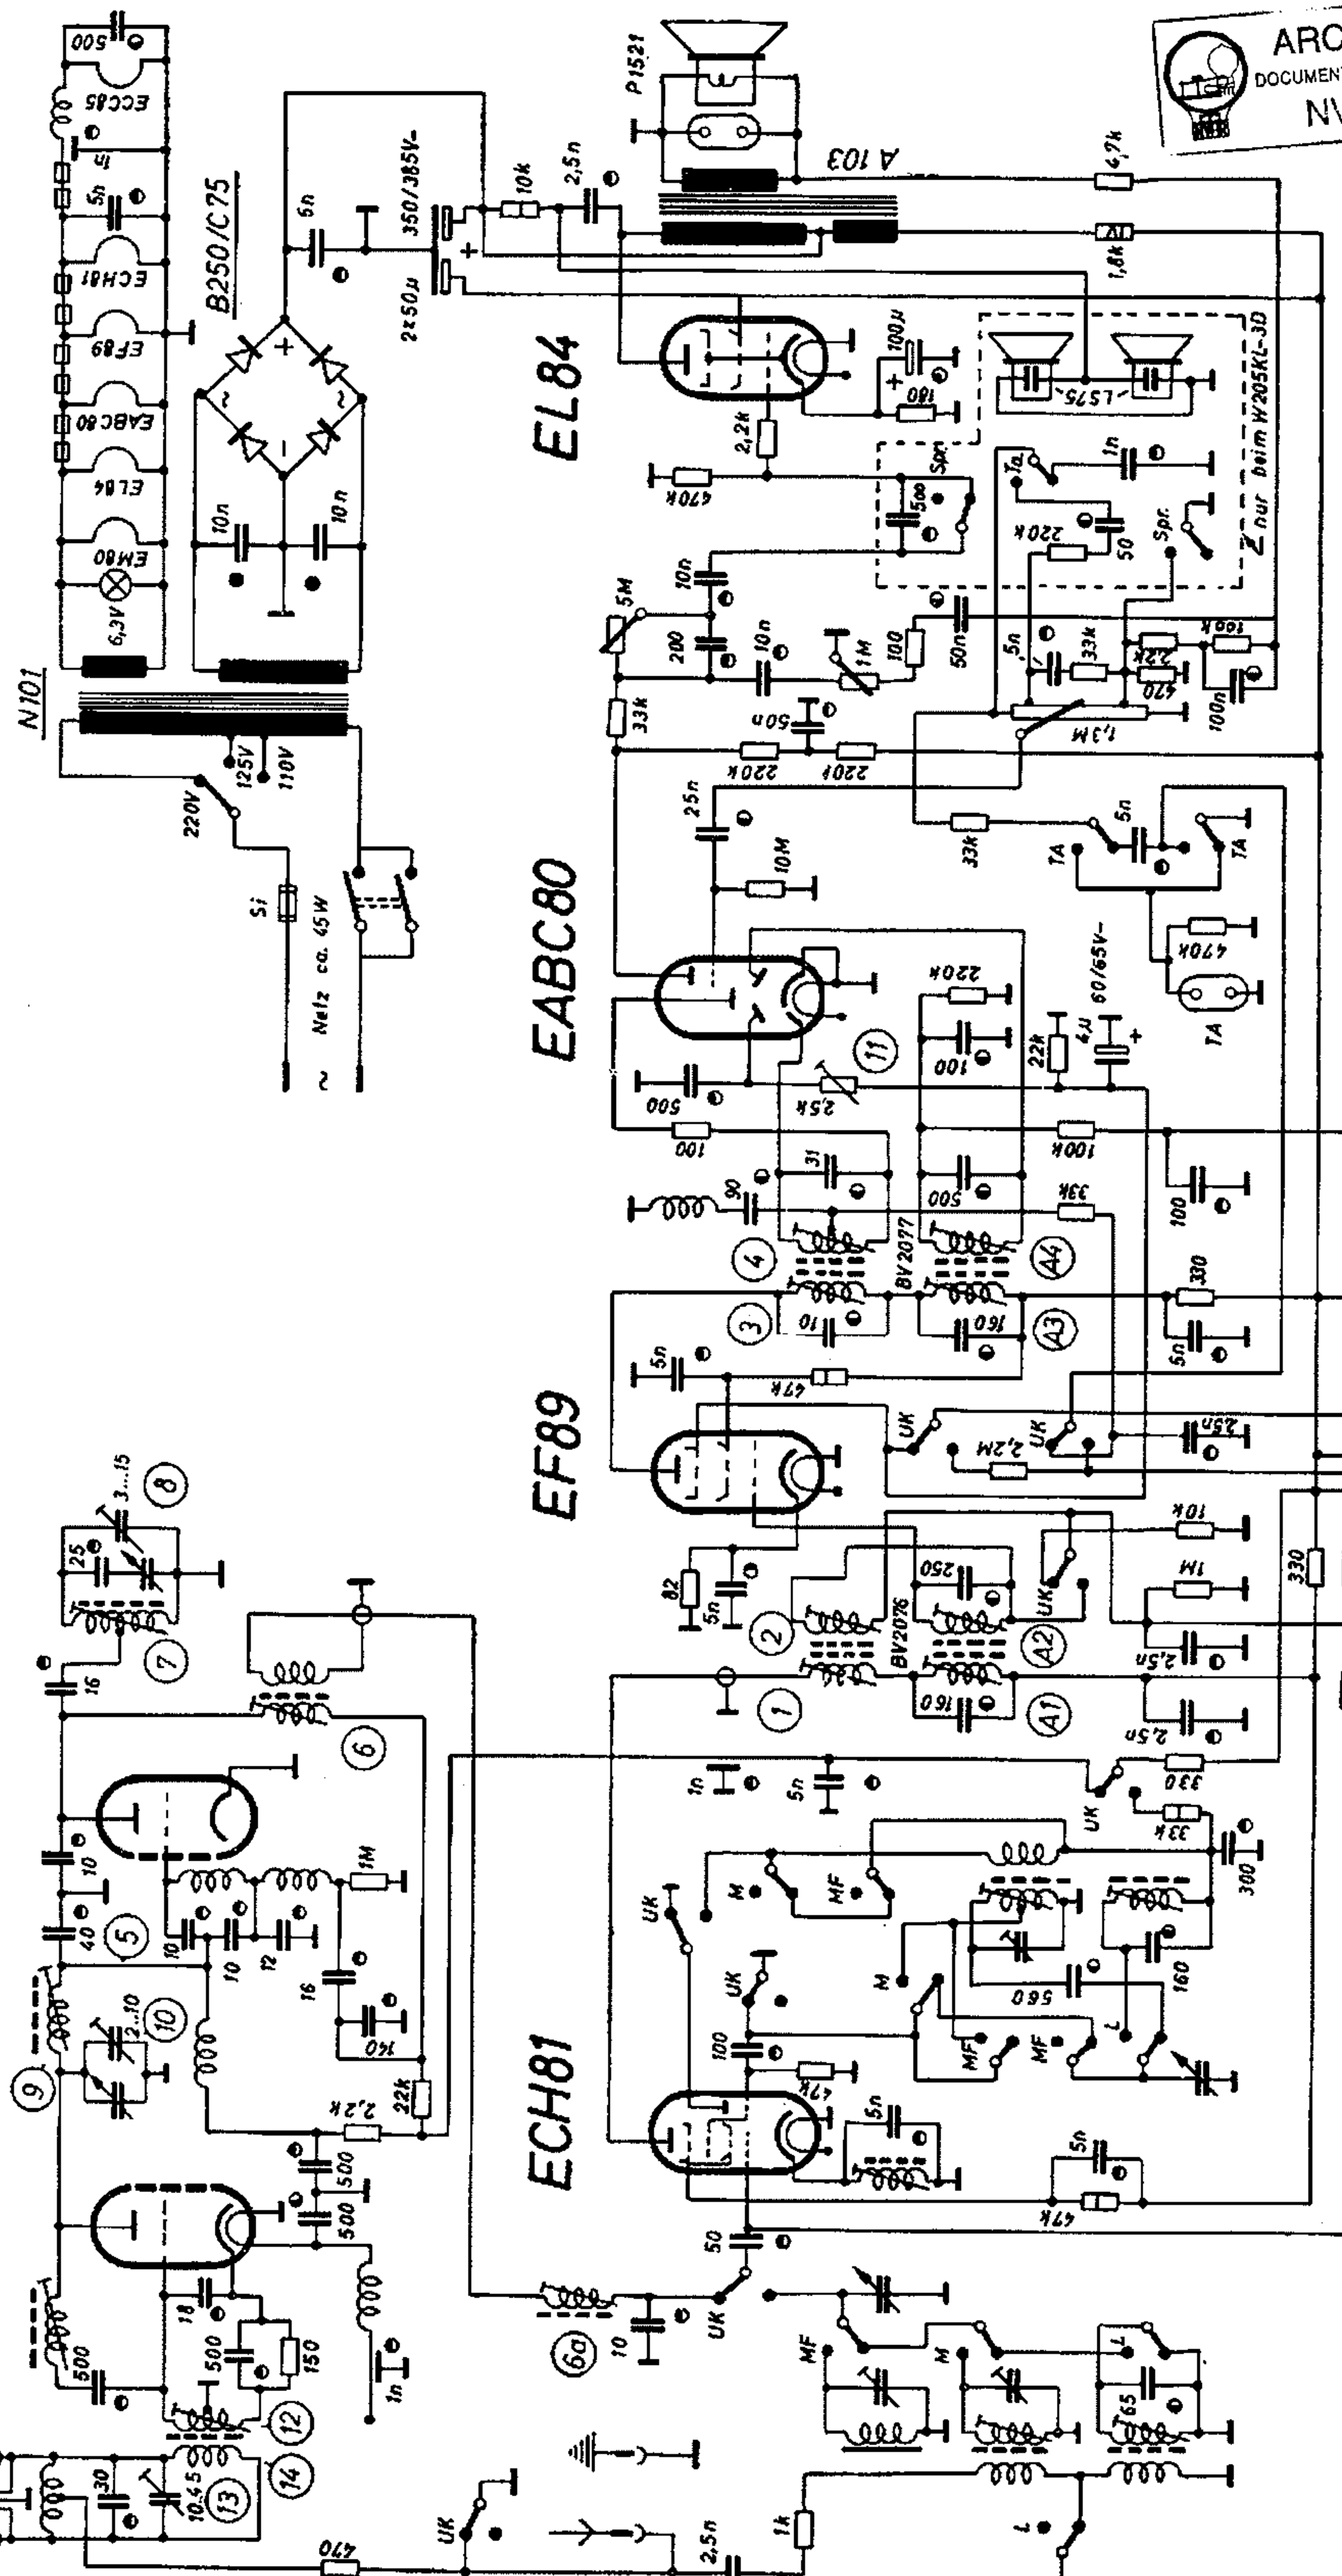 500
ECC85
1n
5n
ECH81
EF89
EABC80
EL84
EM80
6,3V
N101
B250/C75
10n
10n
5n
350/385V-
2x50µ
+
10k
2,5n
P1521
A 103
ARC
DOCUMENT
NV
4,7k
1,8k
220V
125V
110V
Si
~ Netz ca. 45W
EL84
2,2k
470k
180
100µ
+
500
Spr.
LS75
Ta
1n
220k
50
Spr.
nur beim W205KL-3D
5M
10n
200
10n
1M
100
50n
33k
50n
220k
25n
10M
5n
33k
470
100k
100n
1,3M
33k
TA
5n
TA
470k
TA
EABC80
500
2,5k
11
100
220k
22k
4µ
60/65V-
+
100
31
90
500
100k
33k
100
4
3
BV2077
A4
A3
10
160
330
5n
EF89
5n
47k
UK
2,2M
UK
82
5n
250
UK
2
1
BV2076
A2
A1
160
10k
1M
2,5n
2,5n
330
25
3...15
8
7
16
6
10
40
5
10
10
12
1M
16
140
22k
2,2k
2...10
10
9
500
500
18
500
150
1n
500
12
14
13
10..45
30
470
ECH81
1n
5n
UK
330
33k
300
UK
M
MF
UK
100
47k
5n
M
560
160
MF
MF
L
5n
47k
50
UK
10
6a
MF
M
L
65
UK
2,5n
1k
L